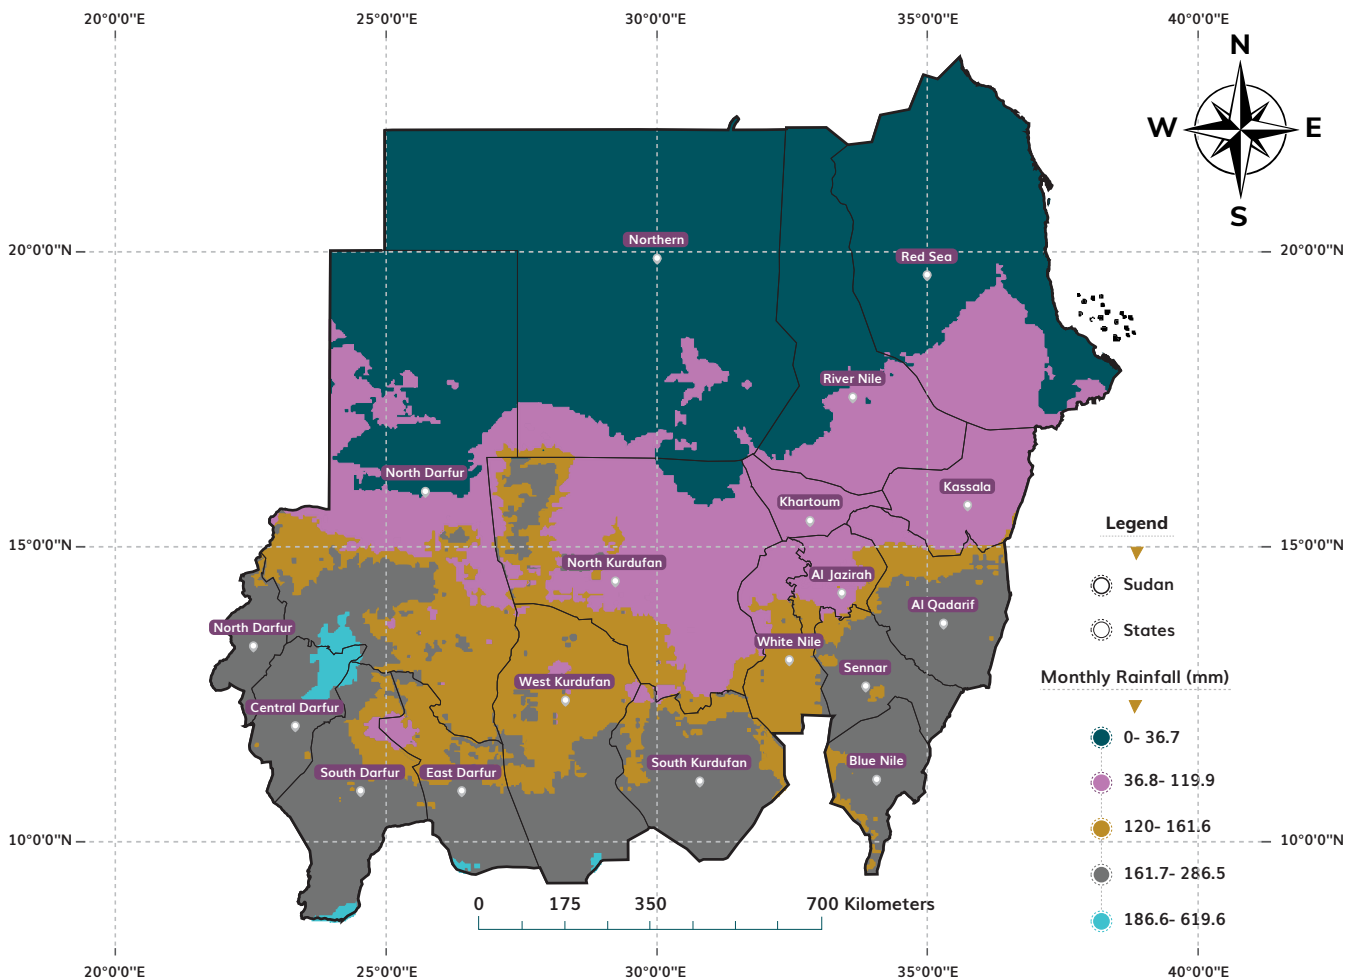 20°0'0"E 25°0'0"E 30°0'0"E 35°0'0"E 40°0'0"E
N
W E
S
20°0'0"N 20°0'0"N
Northern
Red Sea
River Nile
North Darfur
Kassala
Khartoum
Legend
15°0'0"N 15°0'0"N
North Kurdufan
Al Jazirah
Sudan
Al Qadarif
North Darfur
States
White Nile
Sennar
West Kurdufan
Monthly Rainfall (mm)
Central Darfur
0- 36.7
South Darfur East Darfur South Kurdufan Blue Nile
36.8- 119.9
120- 161.6
10°0'0"N 10°0'0"N
161.7- 286.5
0 175 350 700 Kilometers
186.6- 619.6
20°0'0"E 25°0'0"E 30°0'0"E 35°0'0"E 40°0'0"E